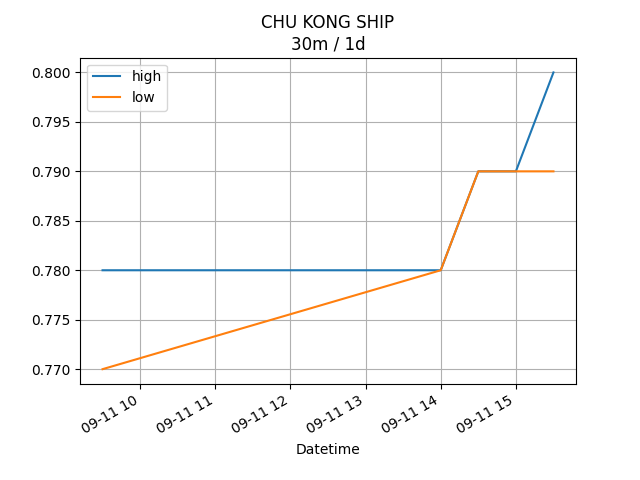 CHU KONG SHIP
30m / 1d
high
low
0.800
0.795
0.790
0.785
0.780
0.775
0.770
09-11 10
09-11 11
09-11 12
09-11 13
09-11 14
09-11 15
Datetime